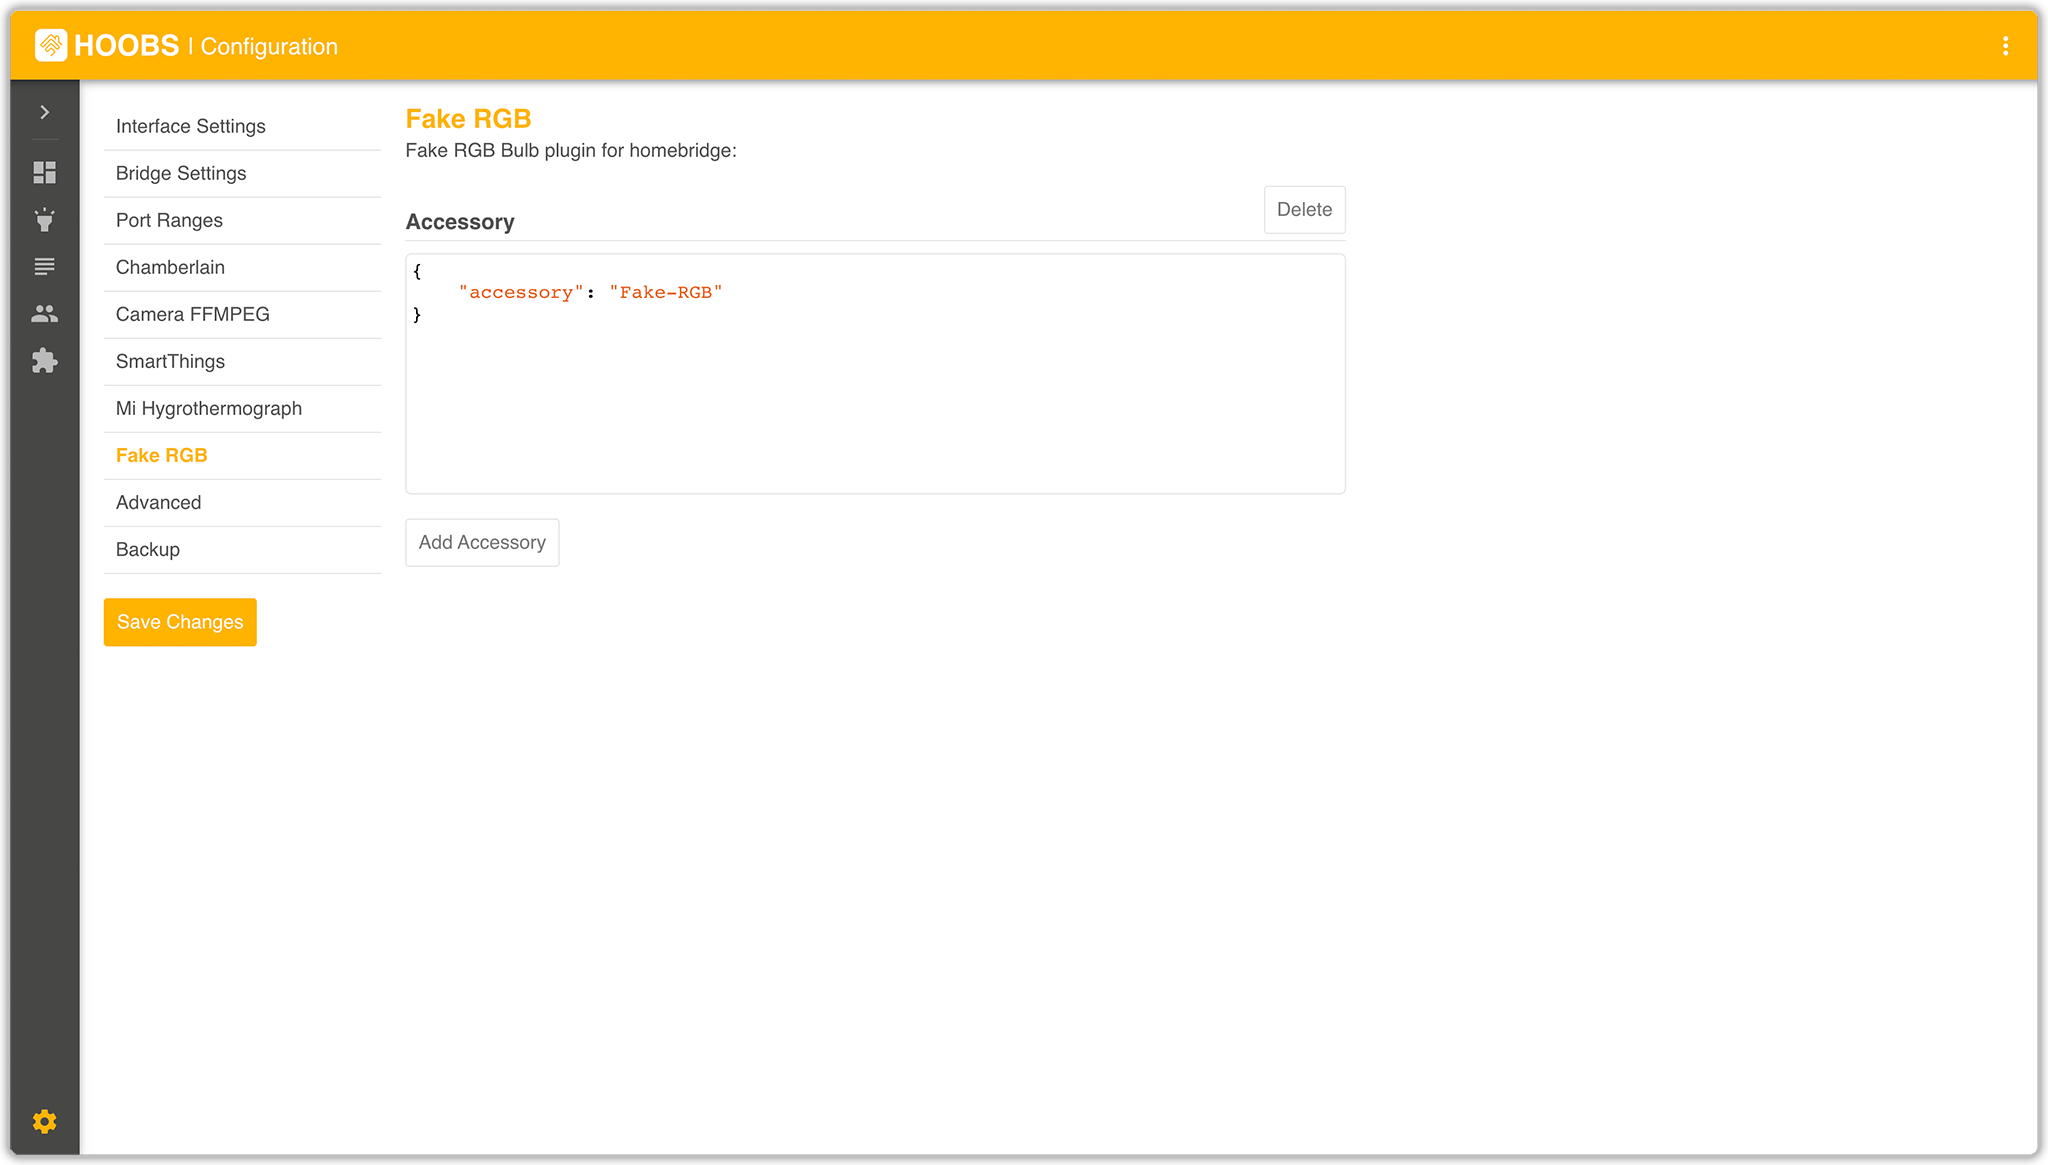 HOOBS | Configuration
Interface Settings
Bridge Settings
Port Ranges
Chamberlain
Camera FFMPEG
SmartThings
Mi Hygrothermograph
Fake RGB
Advanced
Backup
Save Changes
Fake RGB
Fake RGB Bulb plugin for homebridge:
Accessory
Delete
{
"accessory": "Fake-RGB"
}
Add Accessory